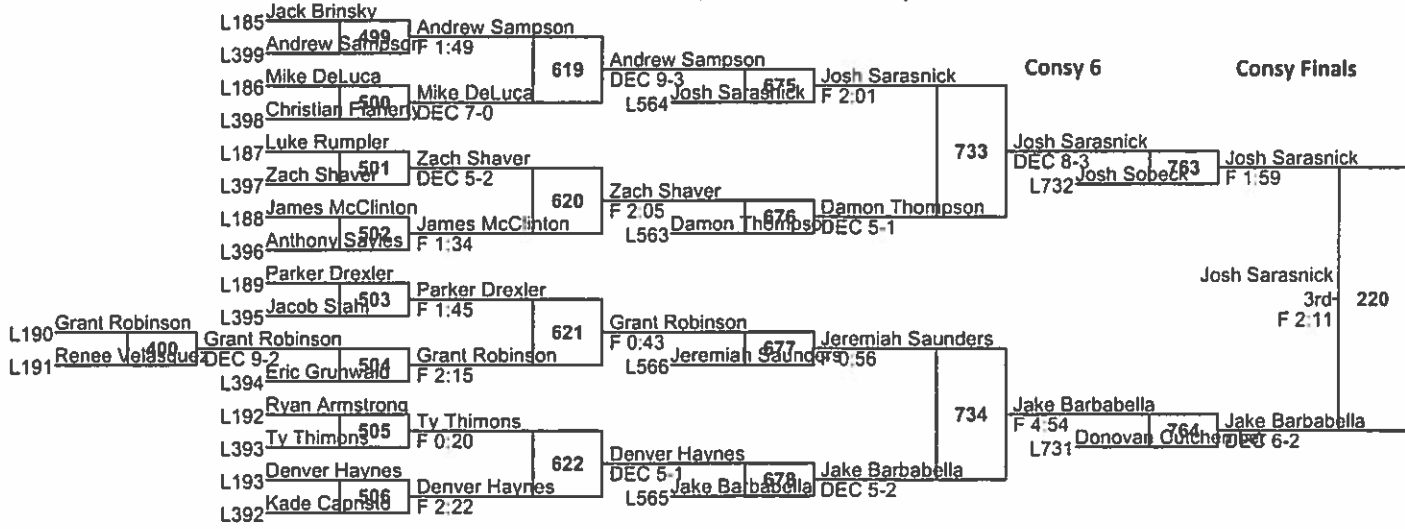 Consy 6
Consy Finals
L185 Jack Brinsky
499
L399 Andrew Sampson
Andrew Sampson
F 1:49
619
L186 Mike DeLuca
500
L398 Christian Flaherty
Mike DeLuca
DEC 7-0
Andrew Sampson
DEC 9-3
675
L564 Josh Sarasnick
Josh Sarasnick
F 2:01
733
L187 Luke Rumpler
501
L397 Zach Shaver
Zach Shaver
DEC 5-2
620
L188 James McClinton
502
L396 Anthony Sayles
James McClinton
F 1:34
Zach Shaver
F 2:05
676
L563 Damon Thompson
Damon Thompson
DEC 5-1
Josh Sarasnick
DEC 8-3
763
L732 Josh Sobeck
Josh Sarasnick
F 1:59
L189 Parker Drexler
503
L395 Jacob Stahl
Parker Drexler
F 1:45
621
L190 Grant Robinson
400
L191 Renee Velasquez
Grant Robinson
DEC 9-2
504
L394 Eric Grunwald
Grant Robinson
F 2:15
Grant Robinson
F 0:43
677
L566 Jeremiah Saunders
Jeremiah Saunders
F 0:56
734
L192 Ryan Armstrong
505
L393 Ty Thimons
Ty Thimons
F 0:20
622
L193 Denver Haynes
506
L392 Kade Capristo
Denver Haynes
F 2:22
Denver Haynes
DEC 5-1
678
L565 Jake Barbabella
Jake Barbabella
DEC 5-2
Jake Barbabella
F 4:54
764
L731 Donovan
Jake Barbabella
DEC 6-2
Josh Sarasnick
3rd
F 2:11
220